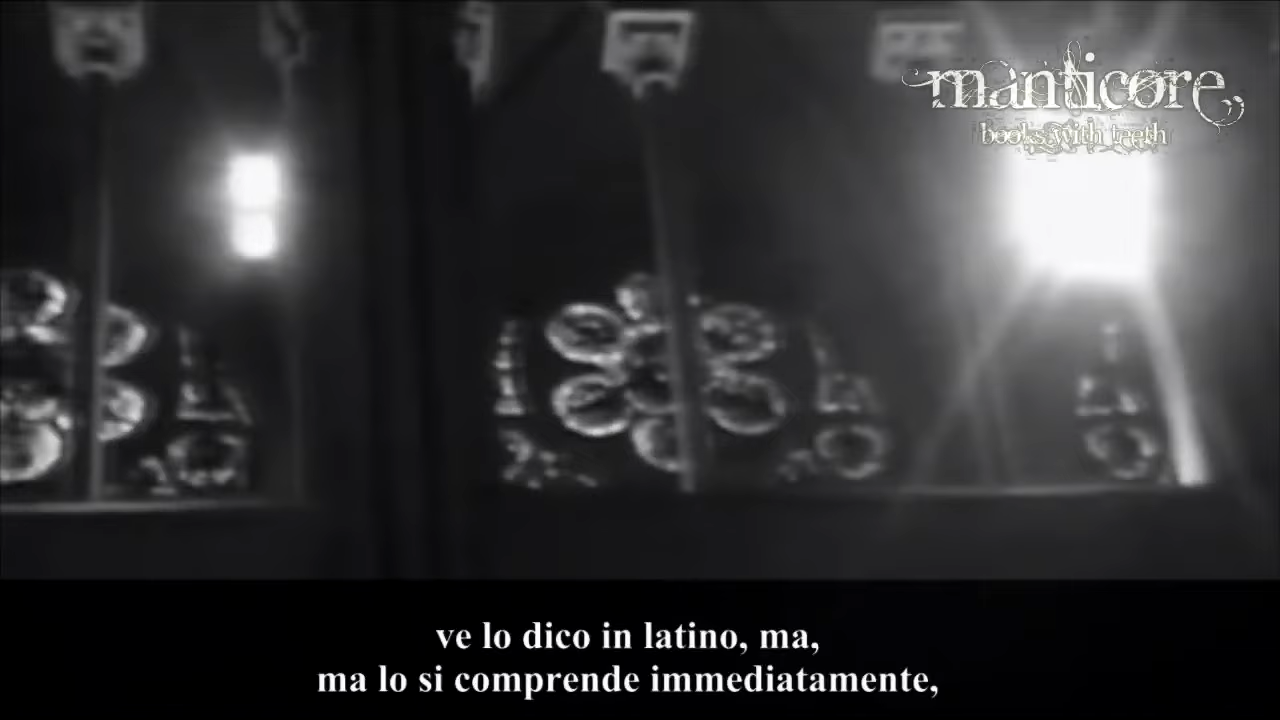 manticore
books with teeth
ve lo dico in latino, ma,
ma lo si comprende immediatamente,